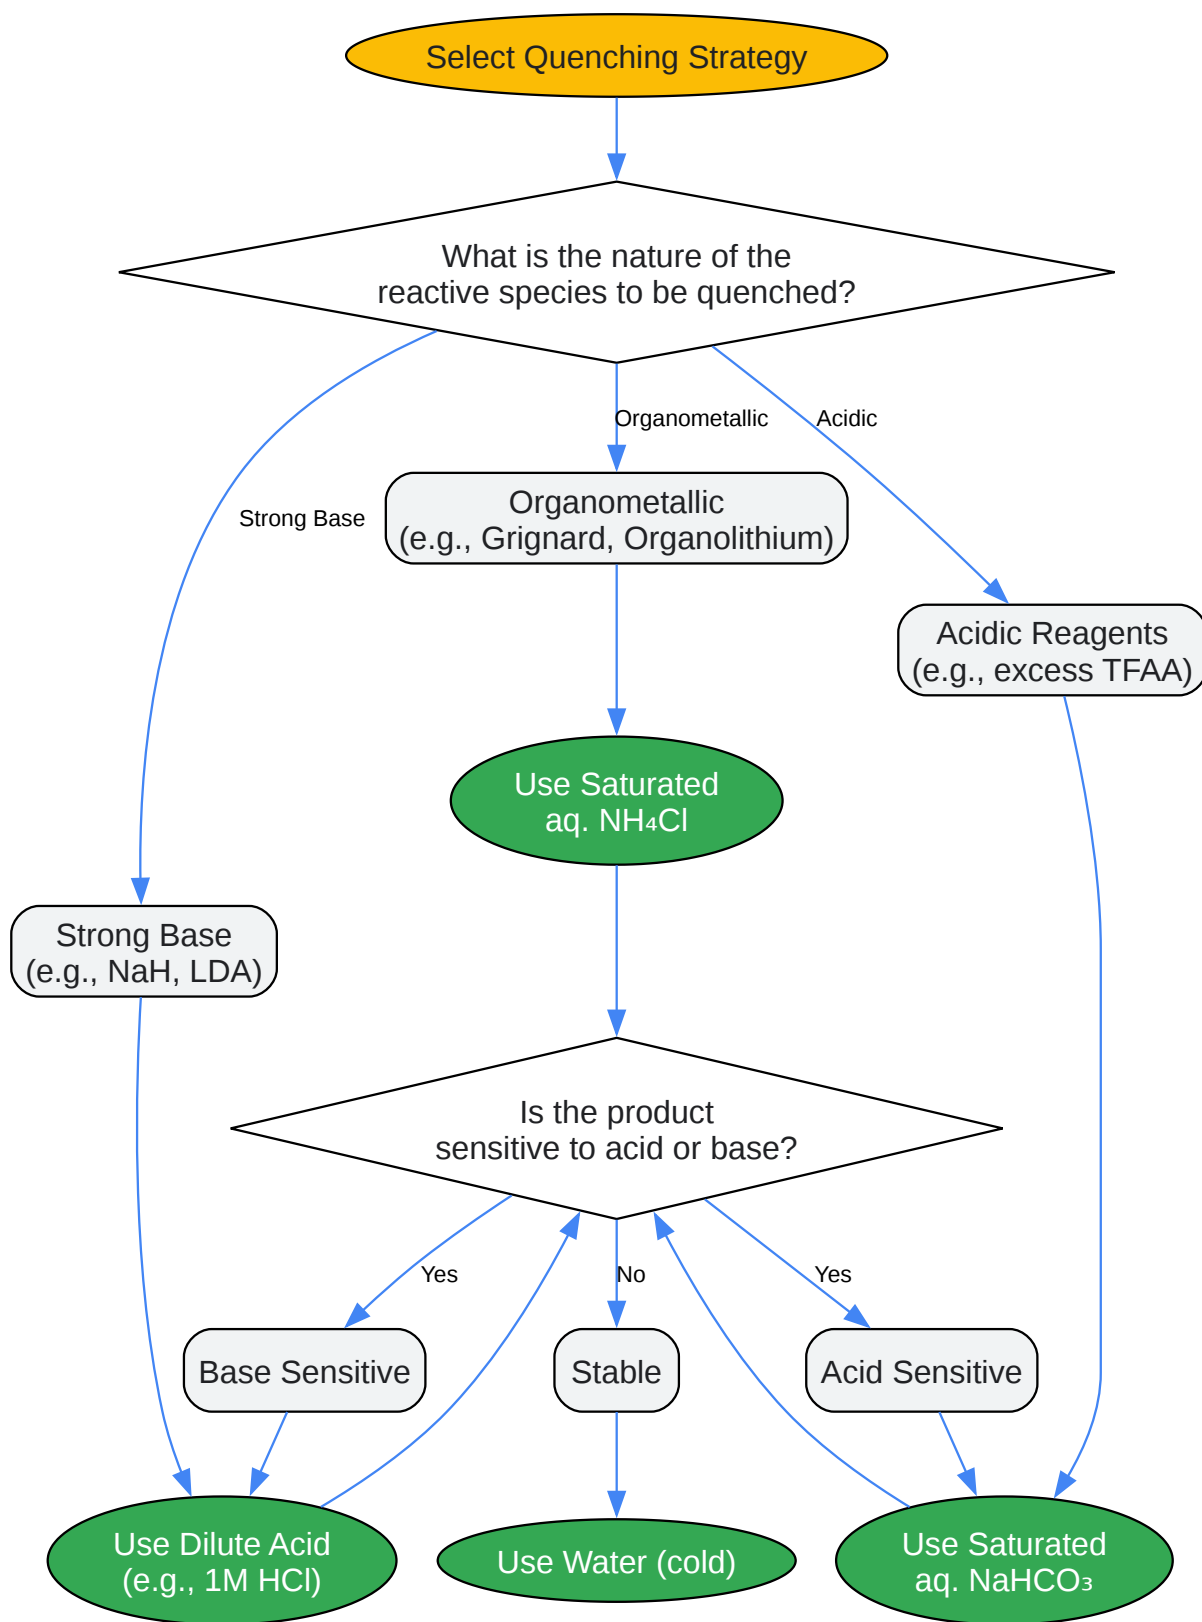 Select Quenching Strategy
What is the nature of the
reactive species to be quenched?
Organometallic
Acidic
Strong Base
Organometallic
(e.g., Grignard, Organolithium)
Acidic Reagents
(e.g., excess TFAA)
Use Saturated
aq. NH₄Cl
Strong Base
(e.g., NaH, LDA)
Is the product
sensitive to acid or base?
Yes
No
Yes
Base Sensitive
Stable
Acid Sensitive
Use Dilute Acid
(e.g., 1M HCl)
Use Water (cold)
Use Saturated
aq. NaHCO₃